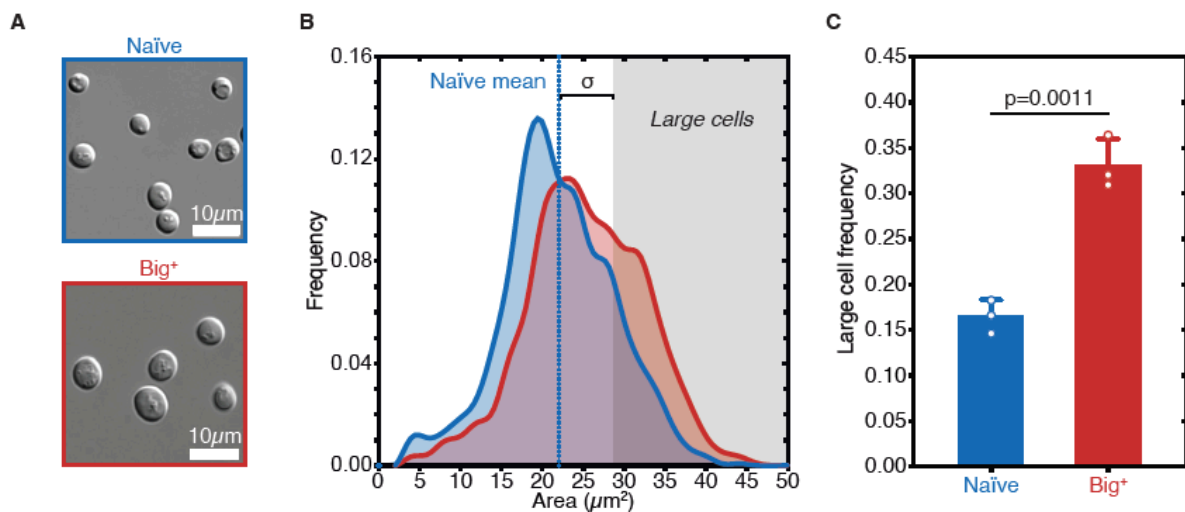 A
Naïve
10µm
Big⁺
10µm
B
Naïve mean
σ
Large cells
Frequency
0.16
0.12
0.08
0.04
0.00
0 5 10 15 20 25 30 35 40 45 50
Area (µm²)
C
p=0.0011
Large cell frequency
0.45
0.40
0.35
0.30
0.25
0.20
0.15
0.10
0.05
0.00
Naïve Big⁺